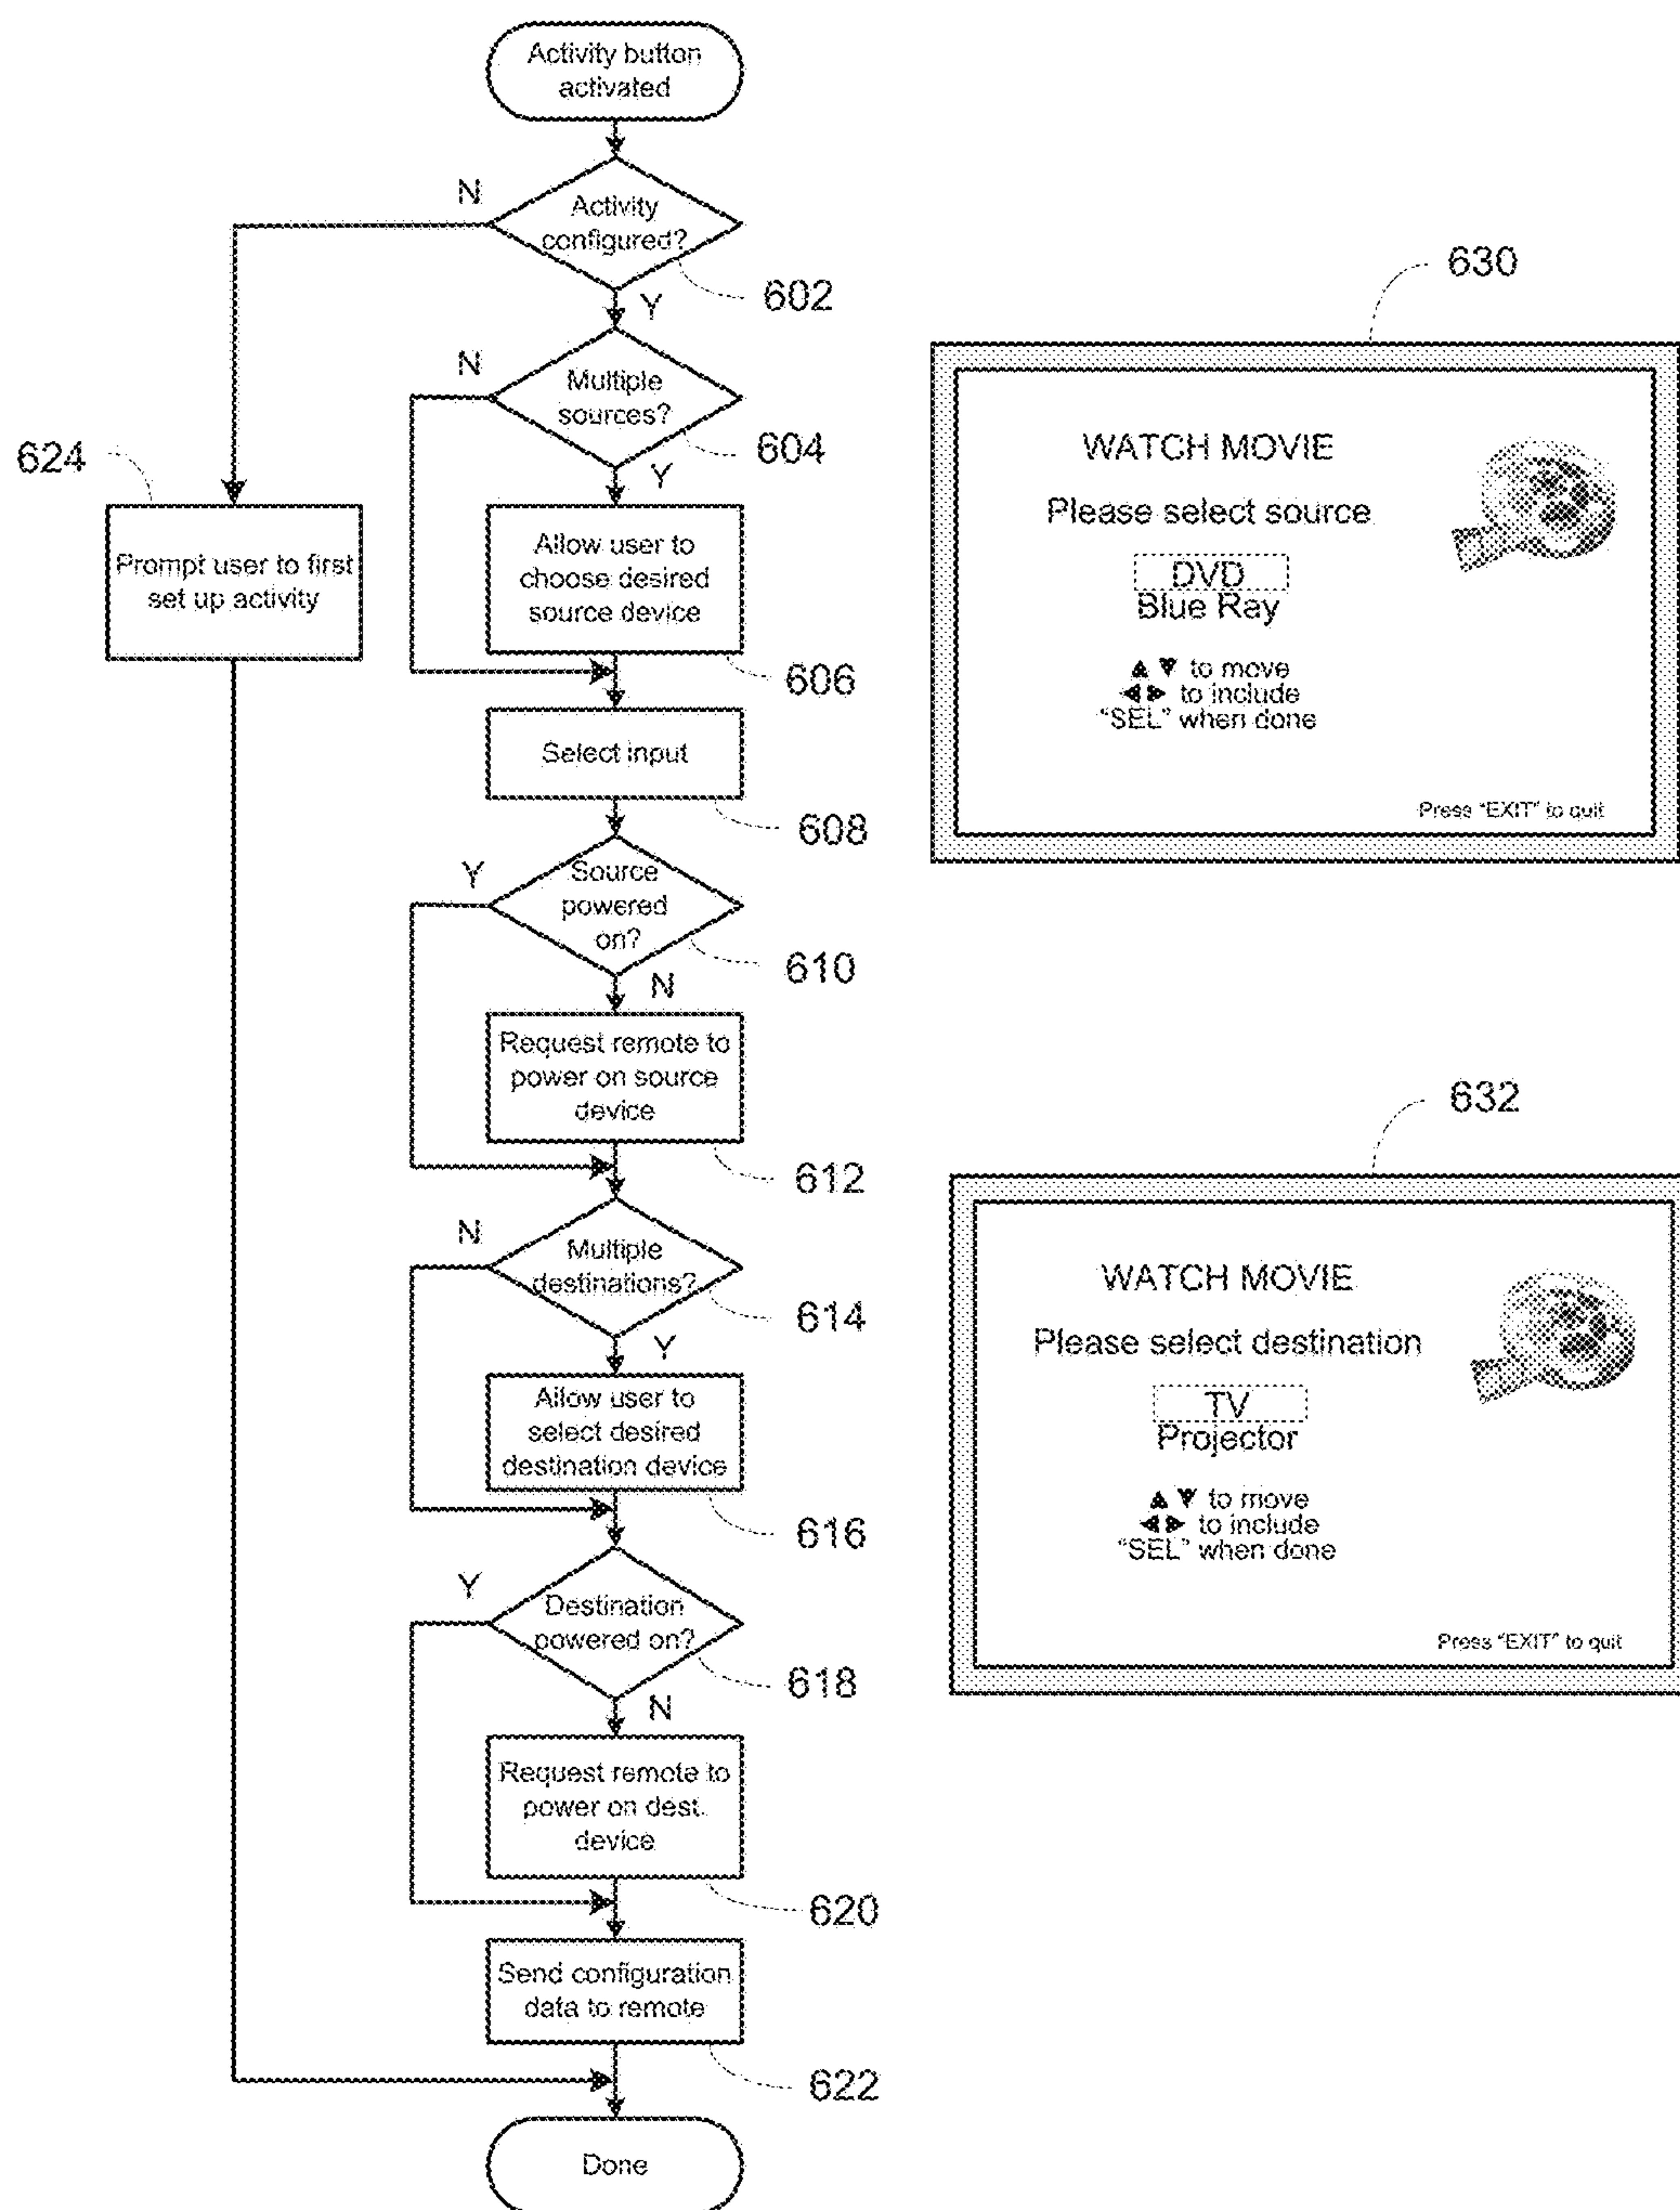 Activity button
activated
N
Activity
configured?
602
Y
N
Multiple
sources?
604
Y
624
Prompt user to first
set up activity
Allow user to
choose desired
source device
606
Select input
608
Y
Source
powered
on?
610
N
Request remote to
power on source
device
612
N
Multiple
destinations?
614
Y
Allow user to
select desired
destination device
616
Y
Destination
powered on?
618
N
Request remote to
power on dest.
device
620
Send configuration
data to remote
622
Done
630
WATCH MOVIE
Please select source
DVD
Blue Ray
▲ ▼ to move
◀ ▶ to include
"SEL" when done
Press "EXIT" to quit
632
WATCH MOVIE
Please select destination
TV
Projector
▲ ▼ to move
◀ ▶ to include
"SEL" when done
Press "EXIT" to quit